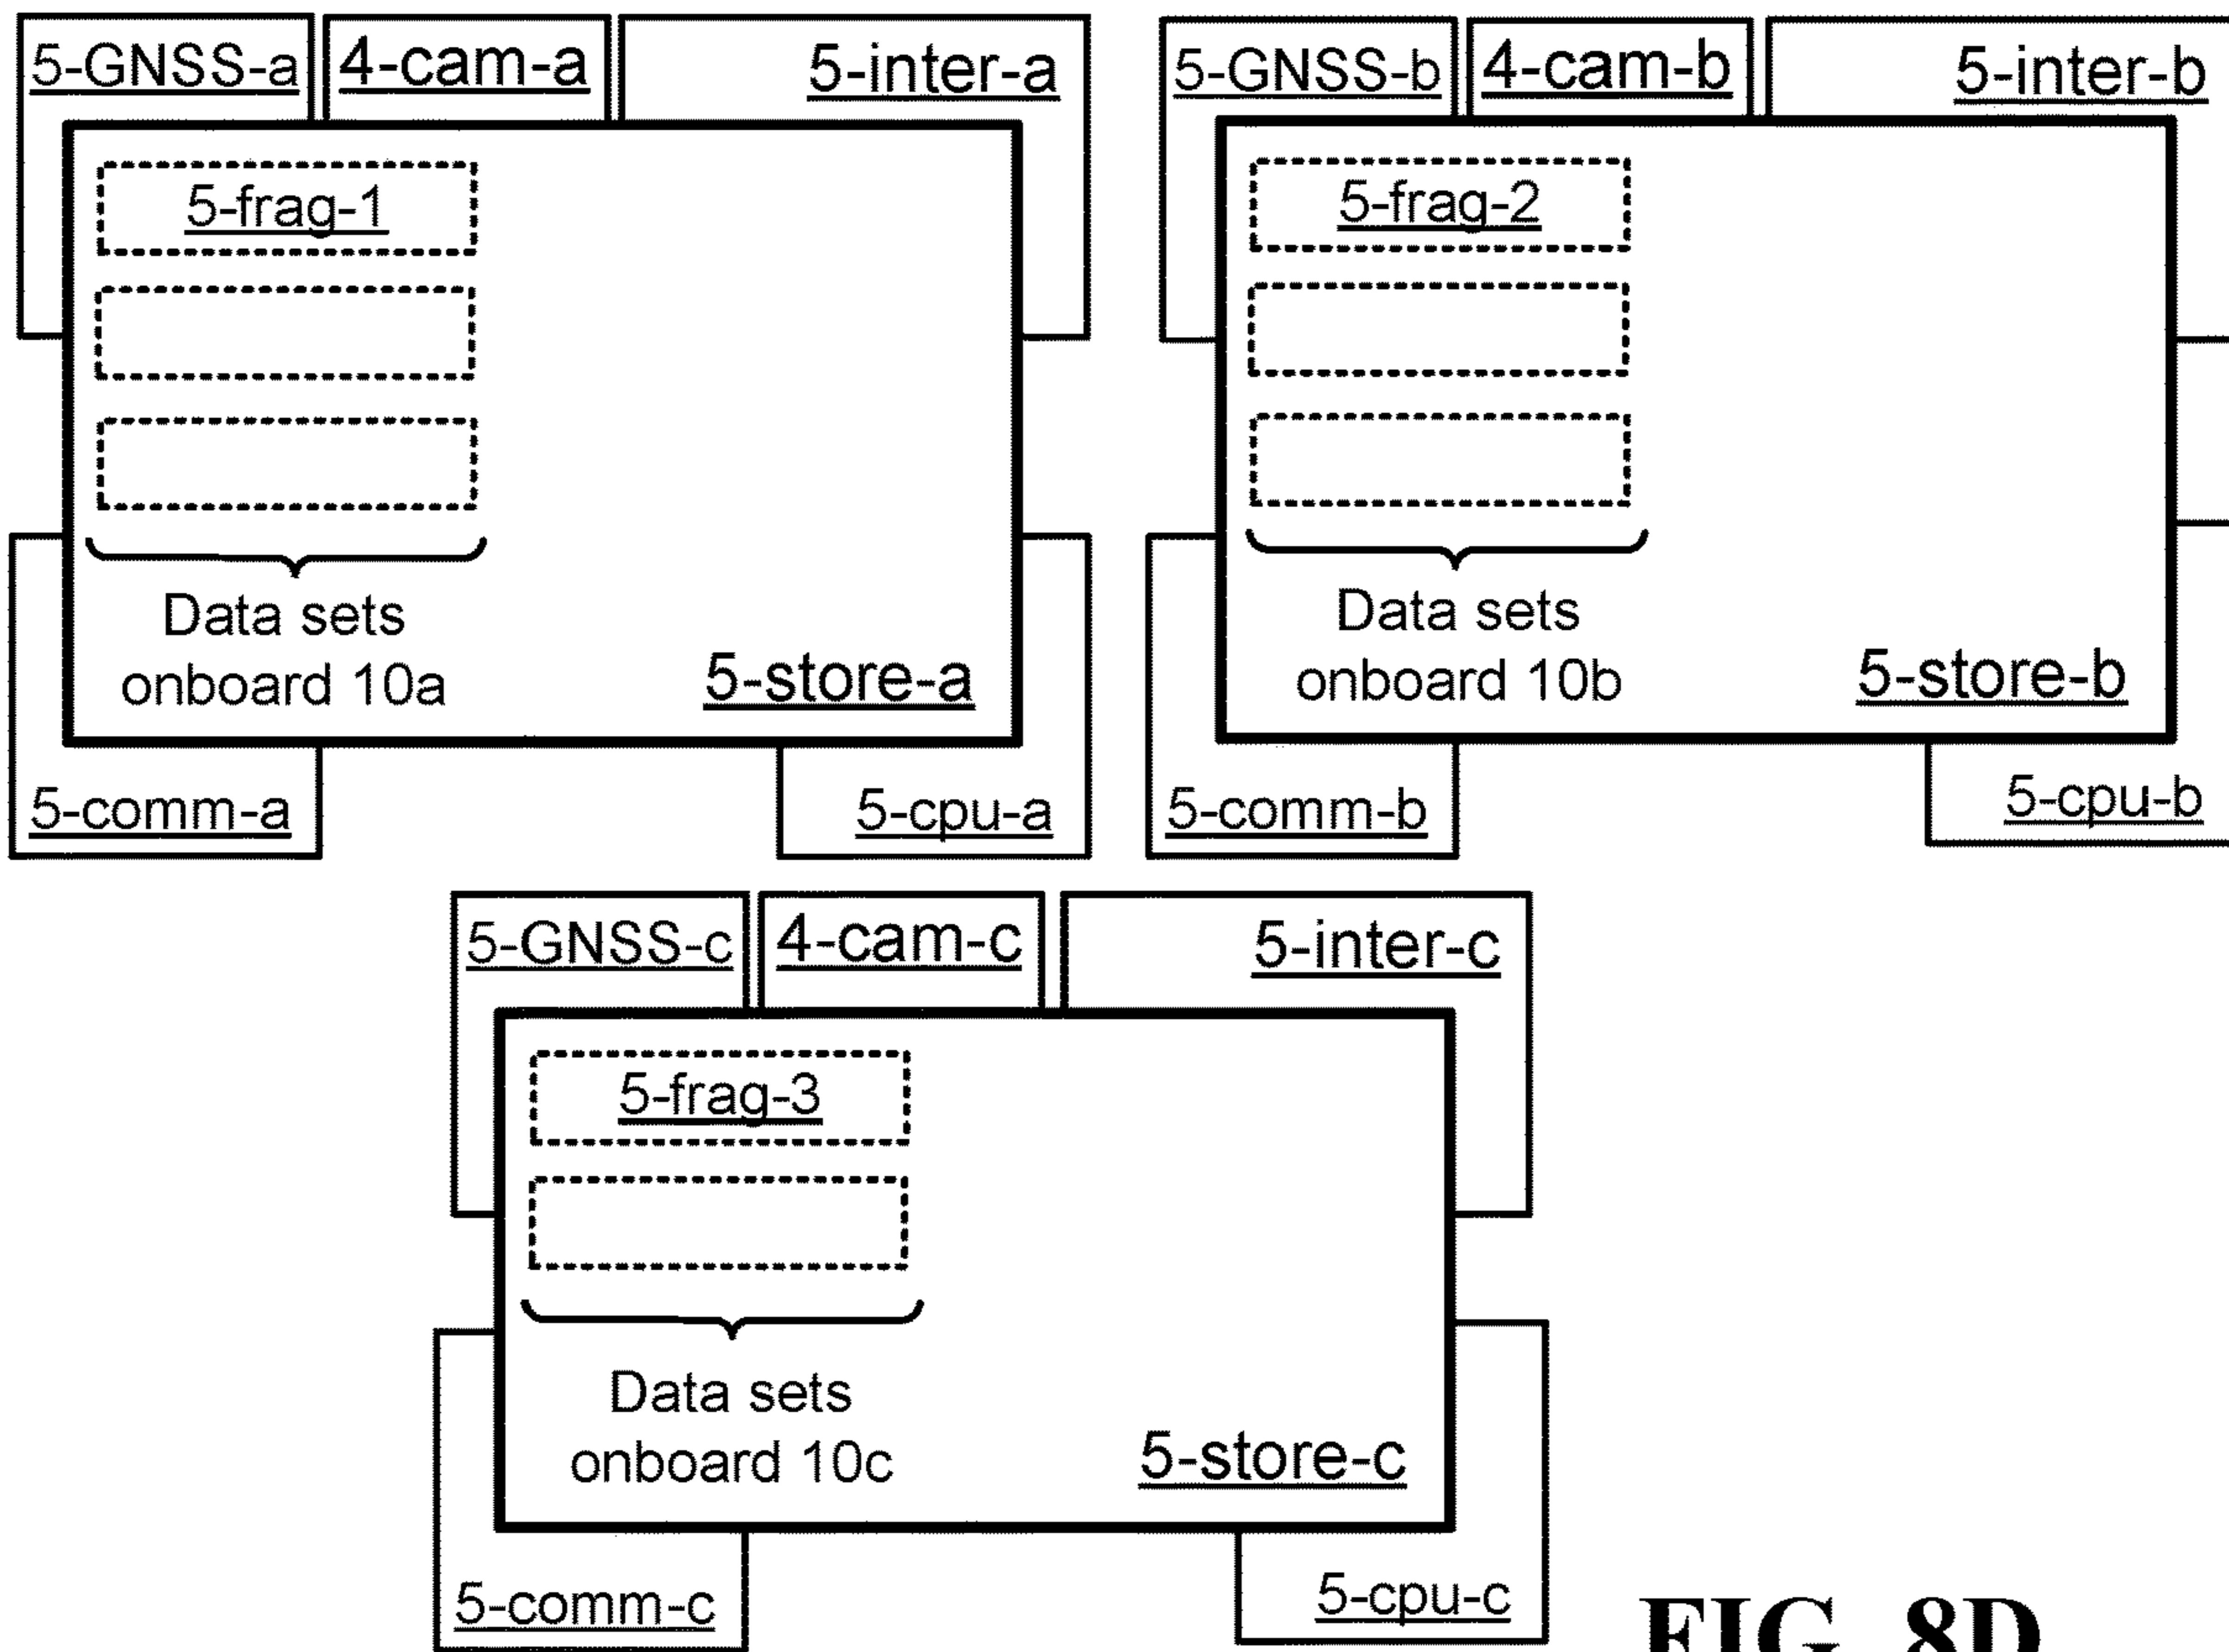 5-GNSS-a
4-cam-a
5-inter-a
5-frag-1
Data sets
onboard 10a
5-store-a
5-comm-a
5-cpu-a
5-GNSS-b
4-cam-b
5-inter-b
5-frag-2
Data sets
onboard 10b
5-store-b
5-comm-b
5-cpu-b
5-GNSS-c
4-cam-c
5-inter-c
5-frag-3
Data sets
onboard 10c
5-store-c
5-comm-c
5-cpu-c
FIG. 8D